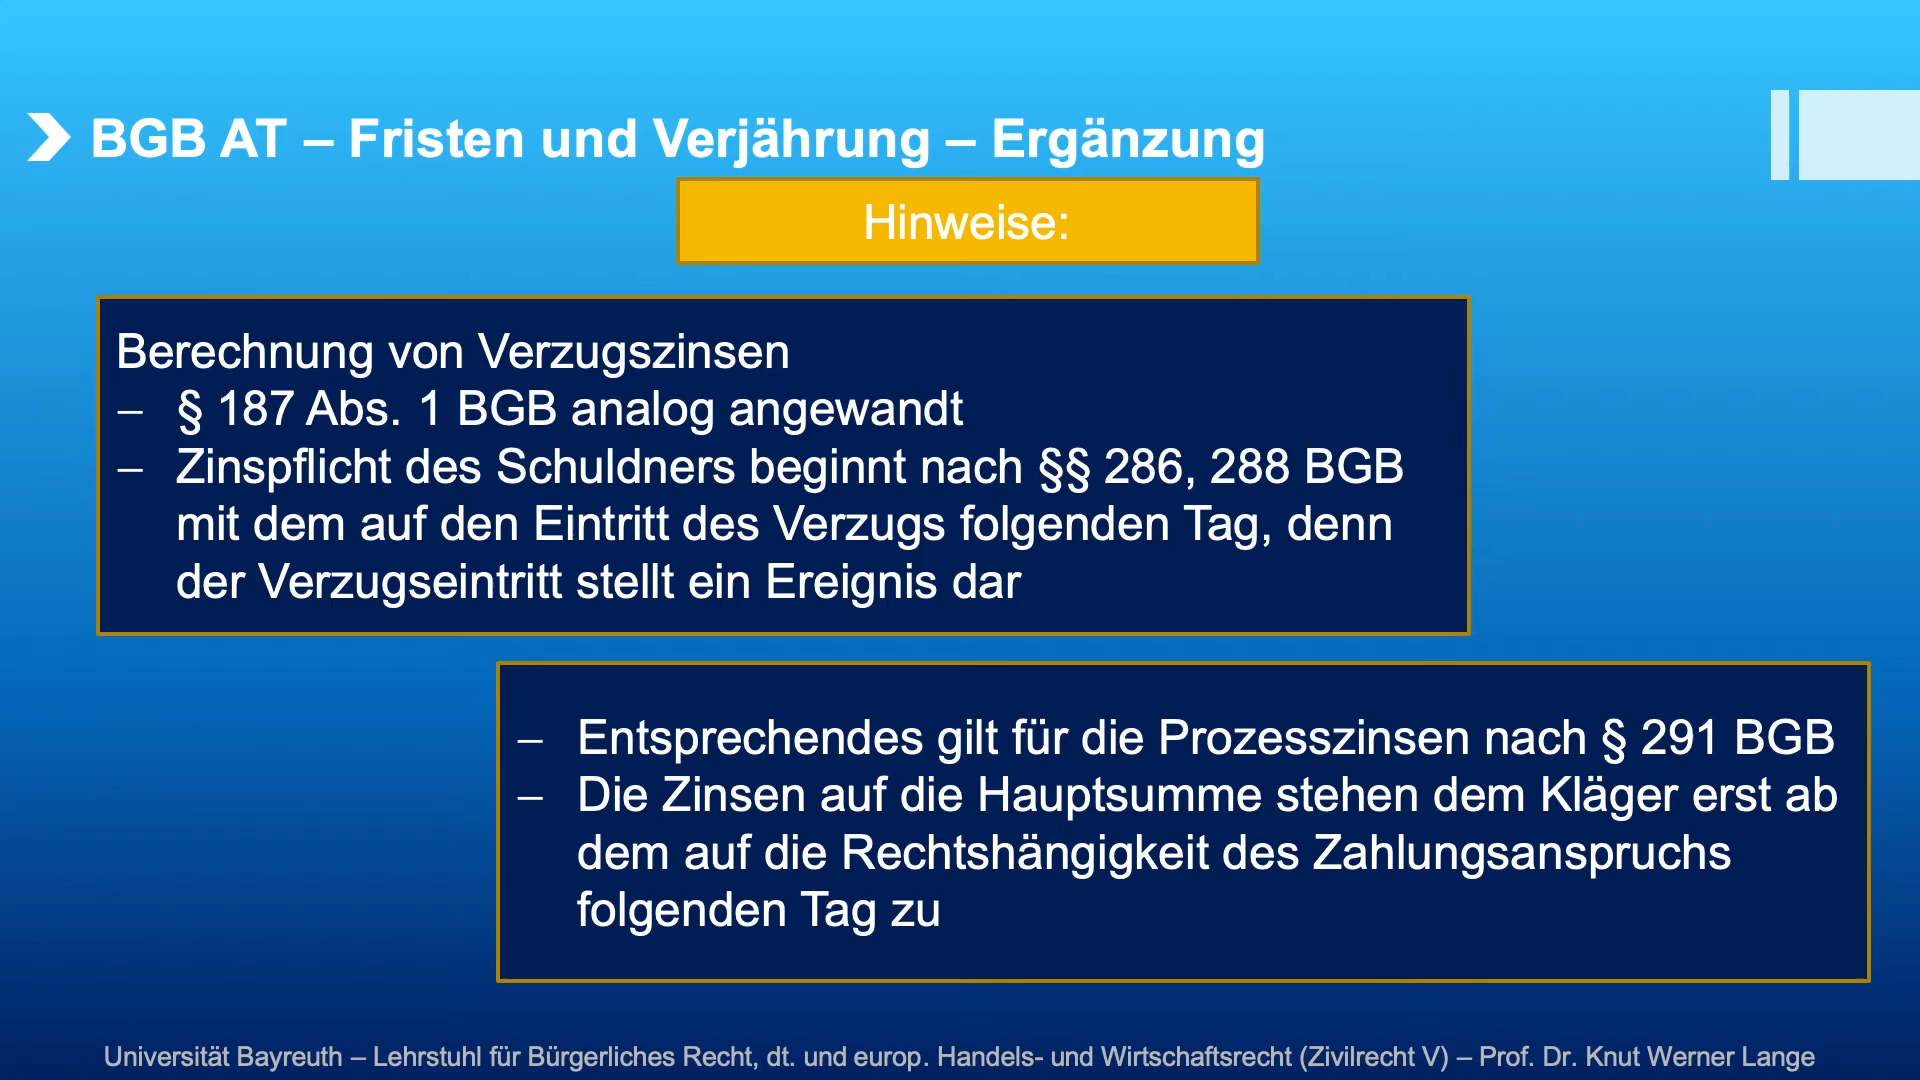 BGB AT – Fristen und Verjährung – Ergänzung
Hinweise:
Berechnung von Verzugszinsen
– § 187 Abs. 1 BGB analog angewandt
– Zinspflicht des Schuldners beginnt nach §§ 286, 288 BGB
mit dem auf den Eintritt des Verzugs folgenden Tag, denn
der Verzugseintritt stellt ein Ereignis dar
– Entsprechendes gilt für die Prozesszinsen nach § 291 BGB
– Die Zinsen auf die Hauptsumme stehen dem Kläger erst ab
dem auf die Rechtshängigkeit des Zahlungsanspruchs
folgenden Tag zu
Universität Bayreuth – Lehrstuhl für Bürgerliches Recht, dt. und europ. Handels- und Wirtschaftsrecht (Zivilrecht V) – Prof. Dr. Knut Werner Lange